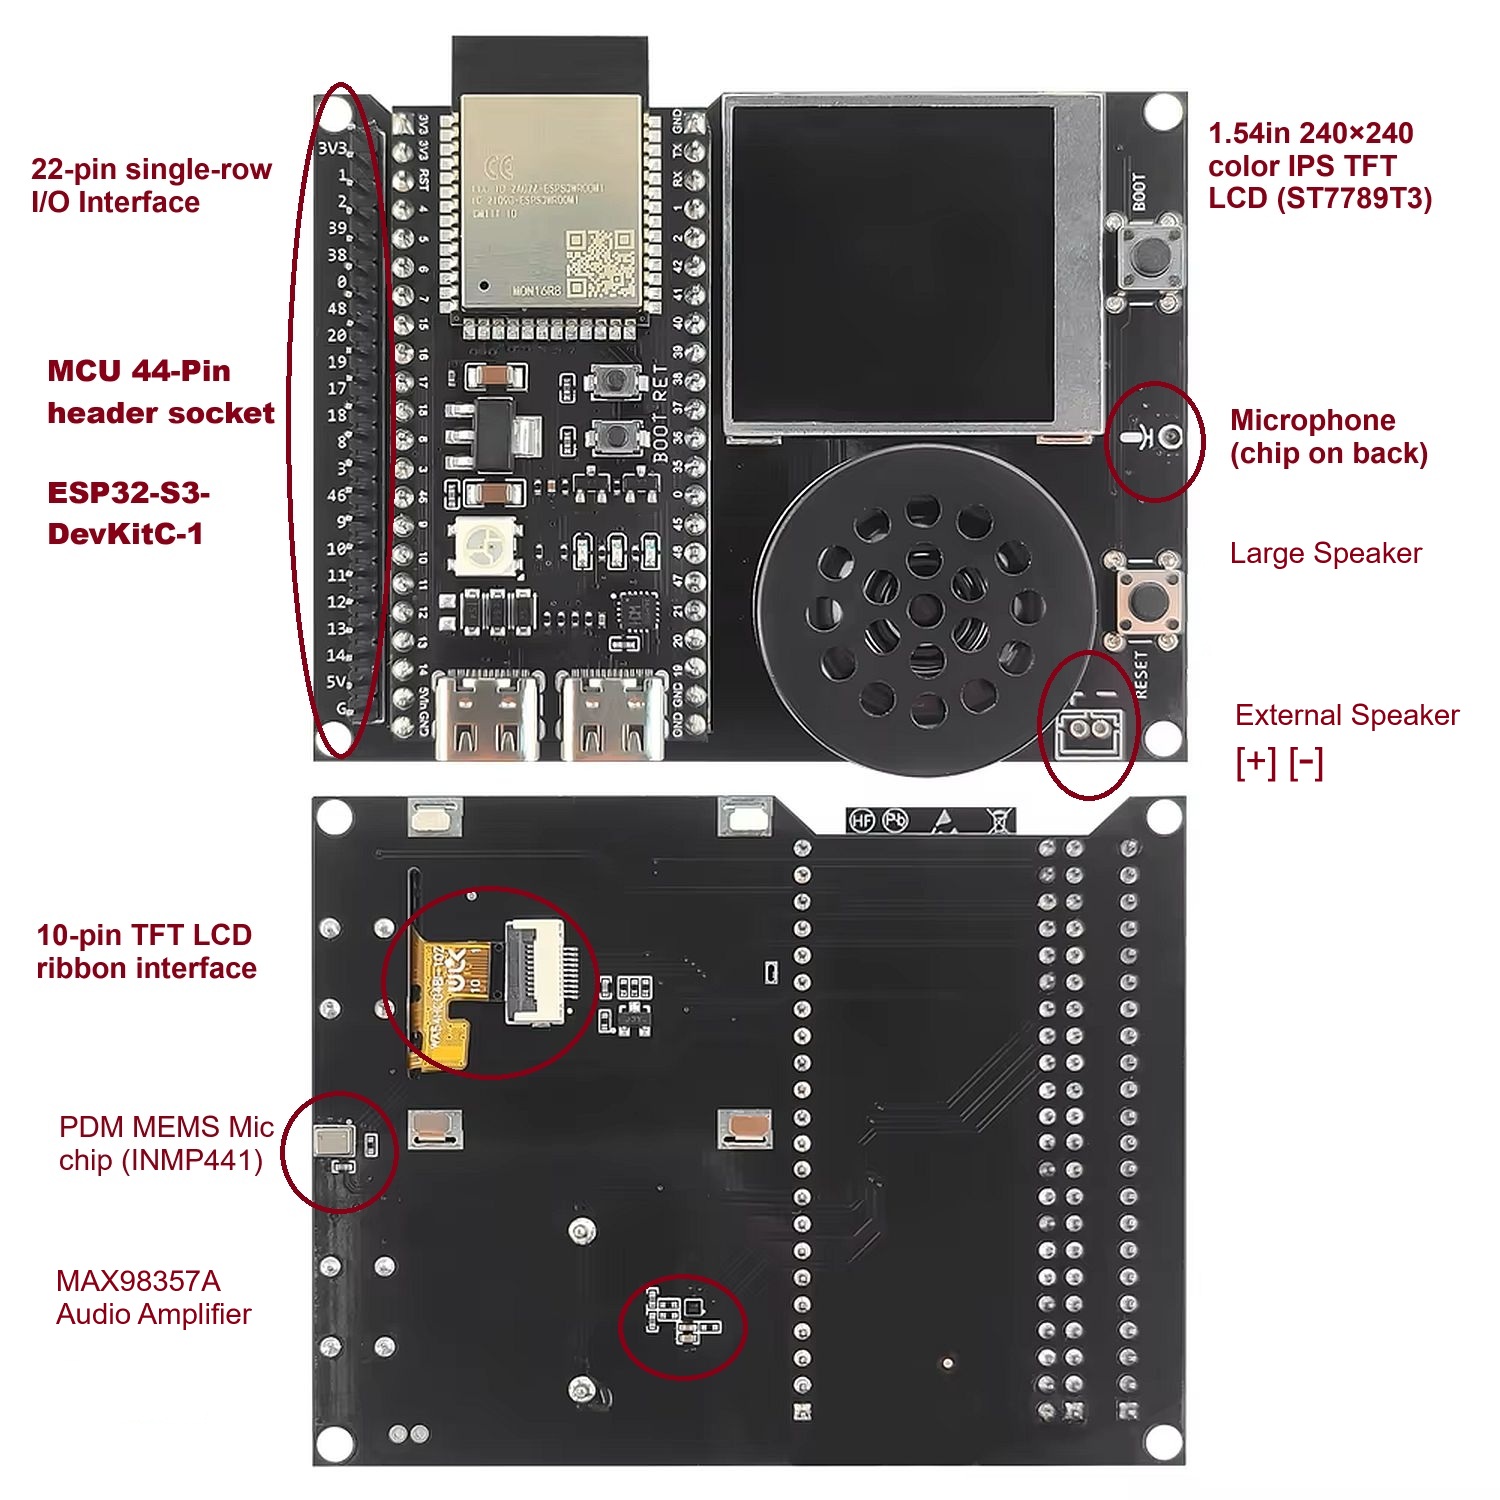 22-pin single-row
I/O Interface
MCU 44-Pin
header socket
ESP32-S3-
DevKitC-1
3V3
1
2
39
38
0
48
20
19
17
18
8
3
46
9
10
11
12
13
14
5V
G
3V3
3V3
RST
4
5
6
7
15
16
17
18
8
3
46
9
10
11
12
13
14
5Vin
GND
CE
MCN16R8
BOOT RET
GND
TX
RX
1
2
42
41
40
39
38
37
36
35
0
45
48
47
21
20
19
GND
GND
BOOT
RESET
1.54in 240×240
color IPS TFT
LCD (ST7789T3)
Microphone
(chip on back)
Large Speaker
External Speaker
[+] [-]
10-pin TFT LCD
ribbon interface
PDM MEMS Mic
chip (INMP441)
MAX98357A
Audio Amplifier
HF Pb
10 1